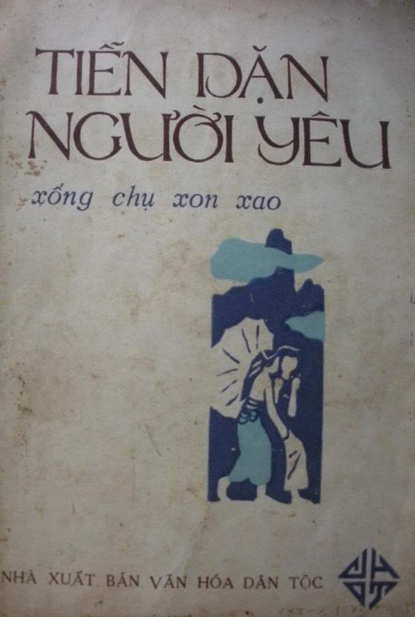 TIỄN DẶN
NGƯỜI YÊU
xống chụ xon xao
NHÀ XUẤT BẢN VĂN HÓA DÂN TỘC